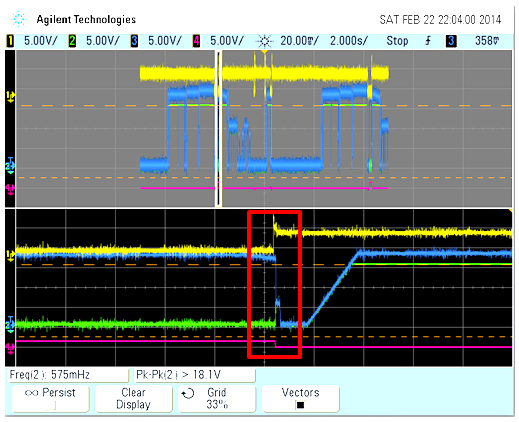 Agilent Technologies SAT FEB 22 22:04:00 2014
1 5.00V/ 2 5.00V/ 3 5.00V/ 4 5.00V/ 20.00m/ 2.000s/ Stop 3 358m
Freq(2): 575mHz Pk-Pk(2) > 18.1V
∞ Persist Clear Grid Vectors
Display 33%